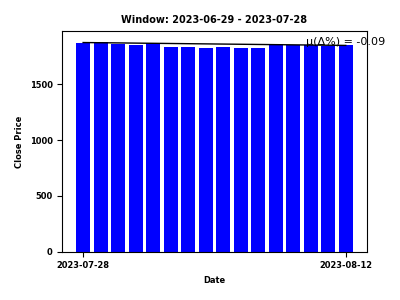 Window: 2023-06-29 - 2023-07-28
μ(Δ%) = -0.09
1500
1000
500
0
Close Price
2023-07-28 2023-08-12
Date